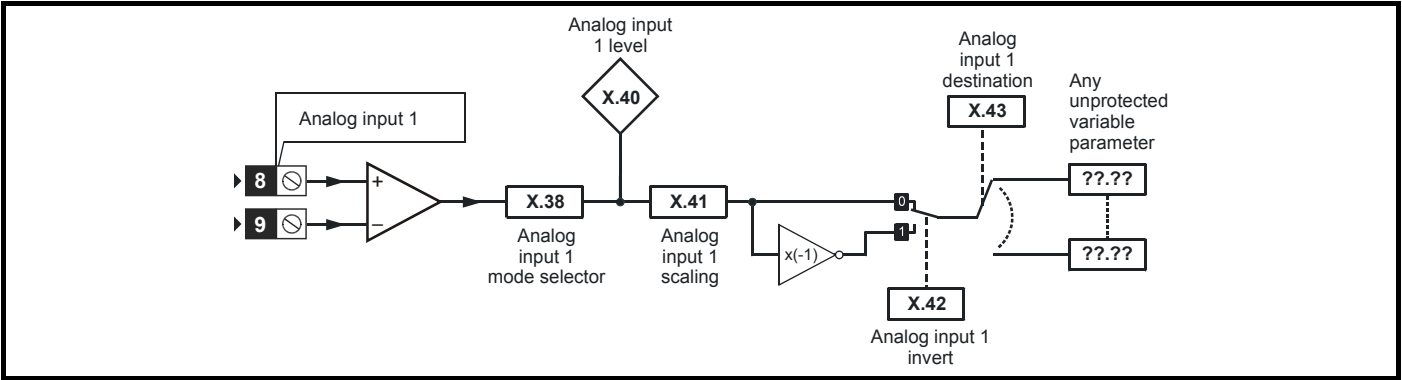 Analog input
1 level
X.40
Analog input 1
8
9
+
–
X.38
Analog
input 1
mode selector
X.41
Analog
input 1
scaling
x(-1)
0
1
X.42
Analog input 1
invert
Analog
input 1
destination
X.43
Any
unprotected
variable
parameter
??.??
??.??